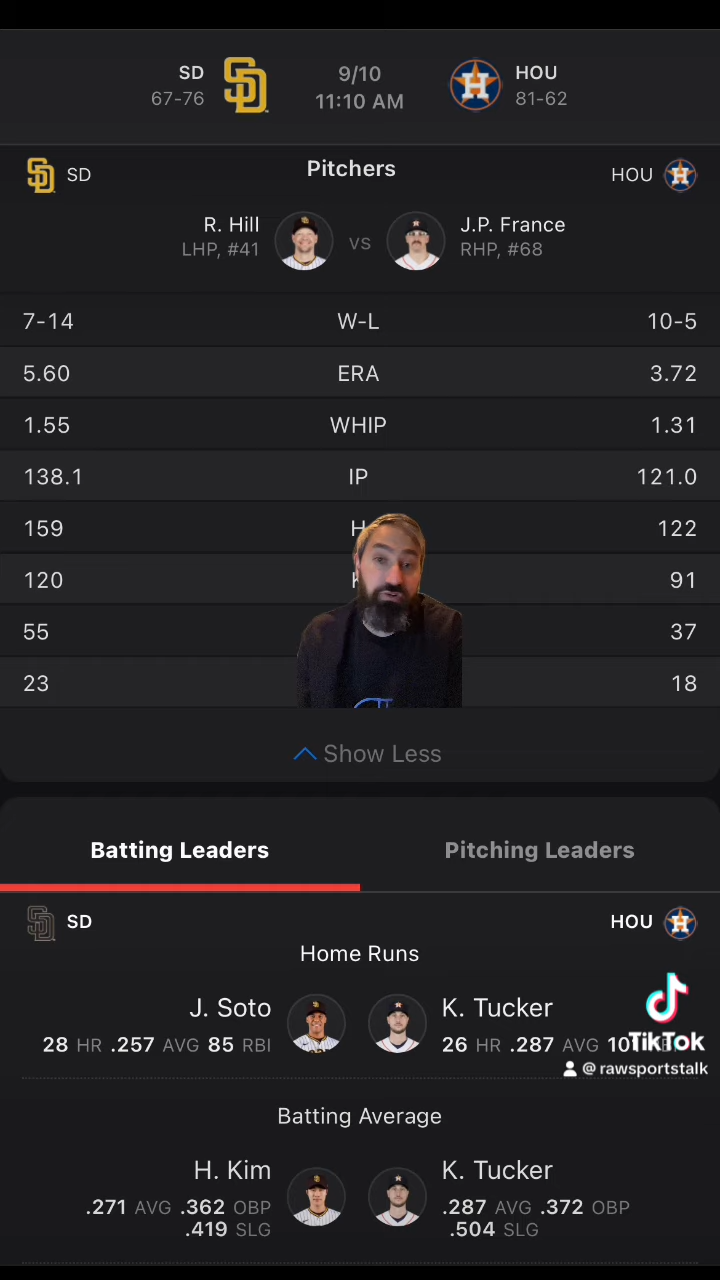 SD
67-76
9/10
11:10 AM
HOU
81-62
SD
Pitchers
HOU
R. Hill
LHP, #41
vs
J.P. France
RHP, #68
7-14 W-L 10-5
5.60 ERA 3.72
1.55 WHIP 1.31
138.1 IP 121.0
159 H 122
120 91
55 37
23 18
Show Less
Batting Leaders
Pitching Leaders
SD
HOU
Home Runs
J. Soto
28 HR .257 AVG 85 RBI
K. Tucker
26 HR .287 AVG
TikTok
@rawsportstalk
Batting Average
H. Kim
.271 AVG .362 OBP
.419 SLG
K. Tucker
.287 AVG .372 OBP
.504 SLG